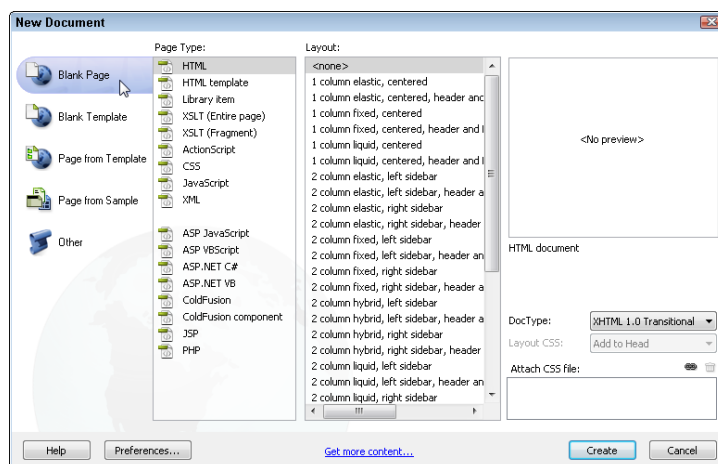 New Document
Blank Page
Blank Template
Page from Template
Page from Sample
Other
Page Type:
HTML
HTML template
Library item
XSLT (Entire page)
XSLT (Fragment)
ActionScript
CSS
JavaScript
XML
ASP JavaScript
ASP VBScript
ASP.NET C#
ASP.NET VB
ColdFusion
ColdFusion component
JSP
PHP
Layout:
<none>
1 column elastic, centered
1 column elastic, centered, header anc
1 column fixed, centered
1 column fixed, centered, header and l
1 column liquid, centered
1 column liquid, centered, header and l
2 column elastic, left sidebar
2 column elastic, left sidebar, header a
2 column elastic, right sidebar
2 column elastic, right sidebar, header
2 column fixed, left sidebar
2 column fixed, left sidebar, header an
2 column fixed, right sidebar
2 column fixed, right sidebar, header a
2 column hybrid, left sidebar
2 column hybrid, left sidebar, header a
2 column hybrid, right sidebar
2 column hybrid, right sidebar, header
2 column liquid, left sidebar
2 column liquid, left sidebar, header an
2 column liquid, right sidebar
<No preview>
HTML document
DocType: XHTML 1.0 Transitional
Layout CSS: Add to Head
Attach CSS file:
Help
Preferences...
Get more content...
Create
Cancel